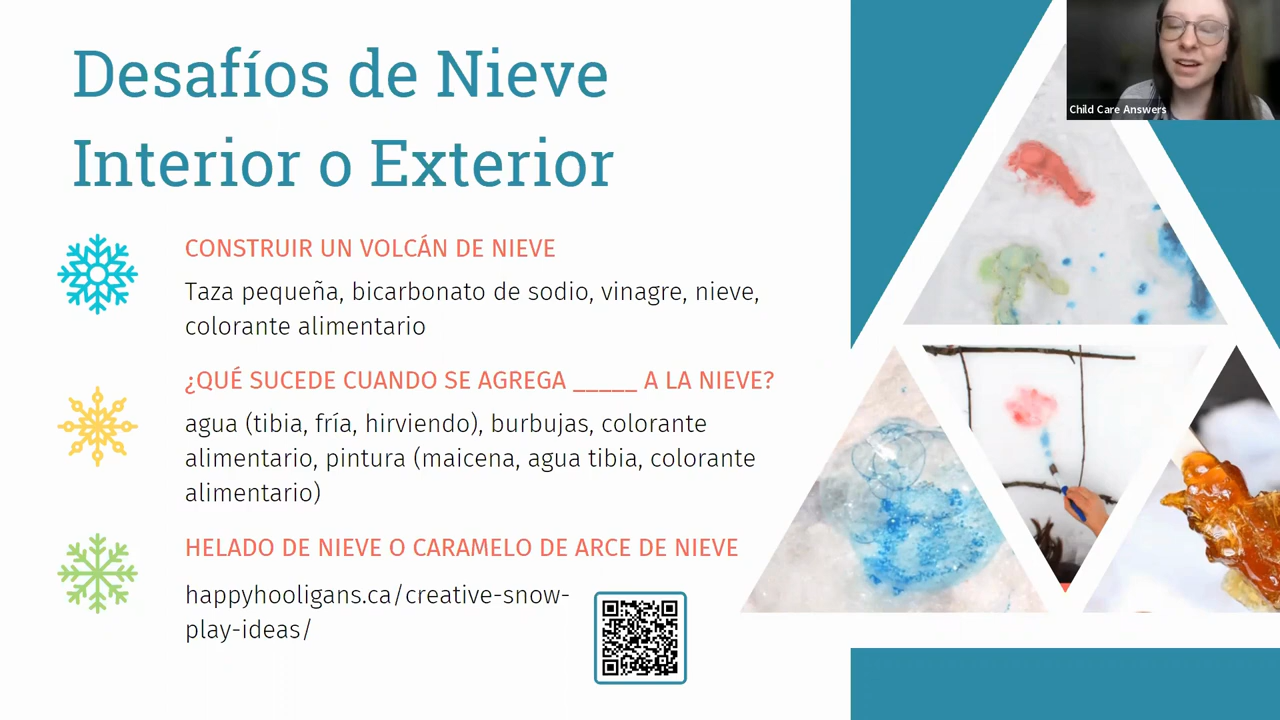 Desafíos de Nieve
Interior o Exterior
CONSTRUIR UN VOLCÁN DE NIEVE
Taza pequeña, bicarbonato de sodio, vinagre, nieve,
colorante alimentario
¿QUÉ SUCEDE CUANDO SE AGREGA _____ A LA NIEVE?
agua (tibia, fría, hirviendo), burbujas, colorante
alimentario, pintura (maicena, agua tibia, colorante
alimentario)
HELADO DE NIEVE O CARAMELO DE ARCE DE NIEVE
happyhooligans.ca/creative-snow-
play-ideas/
Child Care Answers